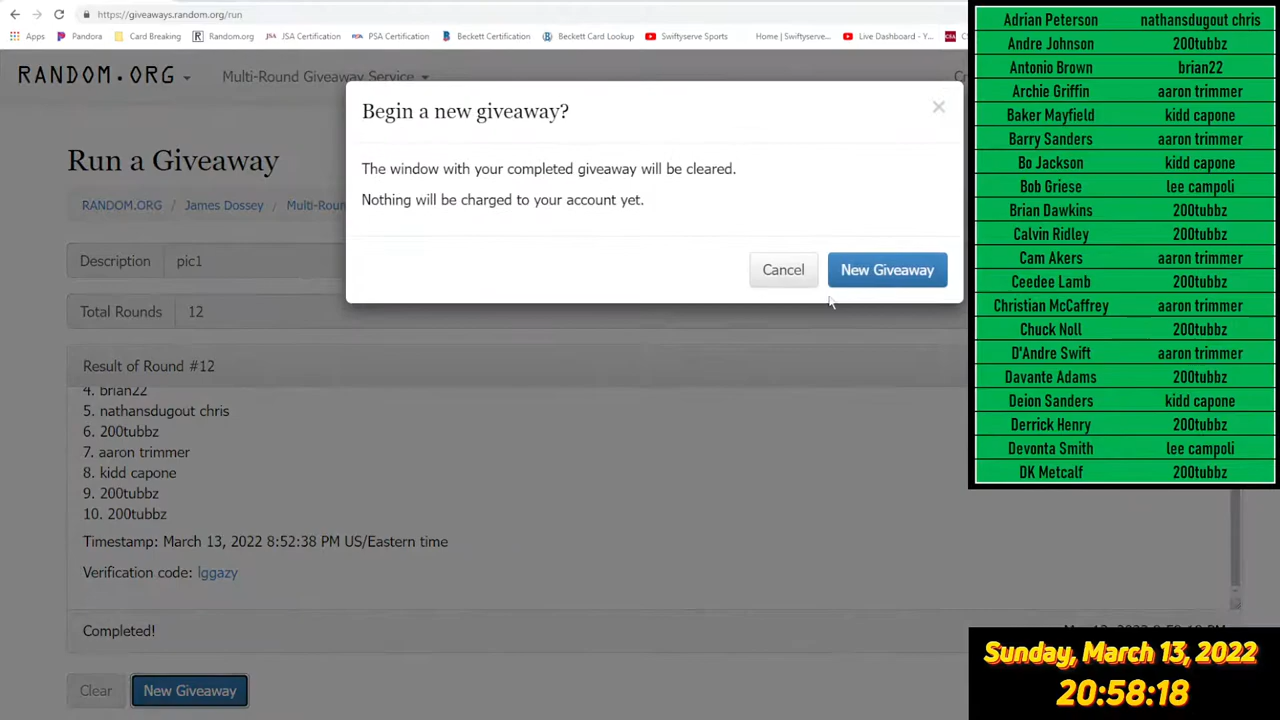 https://giveaways.random.org/run
Apps
Pandora
Card Breaking
Random.org
JSA Certification
PSA Certification
Beckett Certification
Beckett Card Lookup
Swiftyserve Sports
Home | Swiftyserve...
Live Dashboard - Y...
RANDOM.ORG
Multi-Round Giveaway Service
Begin a new giveaway?
The window with your completed giveaway will be cleared.
Nothing will be charged to your account yet.
Cancel
New Giveaway
Run a Giveaway
RANDOM.ORG / James Dossey / Multi-Roun
Description pic1
Total Rounds 12
Result of Round #12
4. brian22
5. nathansdugout chris
6. 200tubbz
7. aaron trimmer
8. kidd capone
9. 200tubbz
10. 200tubbz
Timestamp: March 13, 2022 8:52:38 PM US/Eastern time
Verification code: lggazy
Completed!
Clear
New Giveaway
Adrian Peterson nathansdugout chris
Andre Johnson 200tubbz
Antonio Brown brian22
Archie Griffin aaron trimmer
Baker Mayfield kidd capone
Barry Sanders aaron trimmer
Bo Jackson kidd capone
Bob Griese lee campoli
Brian Dawkins 200tubbz
Calvin Ridley 200tubbz
Cam Akers aaron trimmer
Ceedee Lamb 200tubbz
Christian McCaffrey aaron trimmer
Chuck Noll 200tubbz
D'Andre Swift aaron trimmer
Davante Adams 200tubbz
Deion Sanders kidd capone
Derrick Henry 200tubbz
Devonta Smith lee campoli
DK Metcalf 200tubbz
Sunday, March 13, 2022
20:58:18